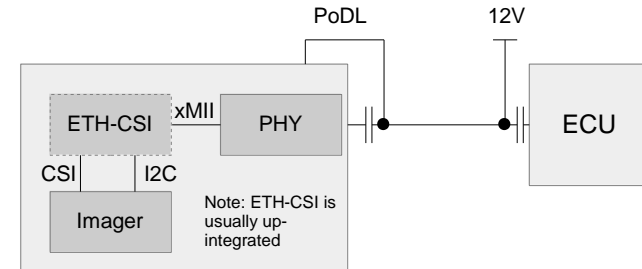 PoDL
12V
ETH-CSI
xMII
PHY
ECU
CSI
I2C
Imager
Note: ETH-CSI is
usually up-
integrated